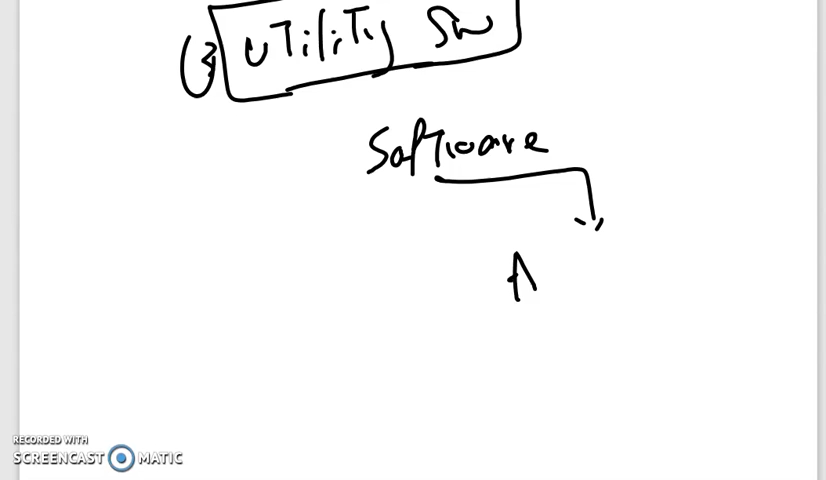 (3 UTiliTy SW
Software
A
RECORDED WITH
SCREENCAST MATIC